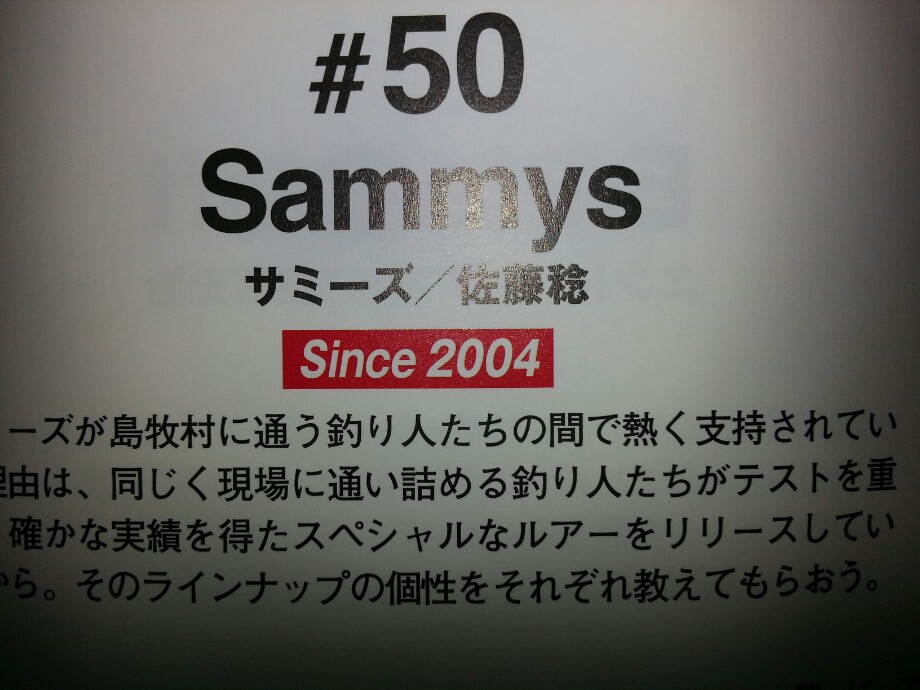 #50
Sammys
サミーズ／佐藤稔
Since 2004
ーズが島牧村に通う釣り人たちの間で熱く支持されてい
理由は、同じく現場に通い詰める釣り人たちがテストを重
確かな実績を得たスペシャルなルアーをリリースしてい
から。そのラインナップの個性をそれぞれ教えてもらおう。